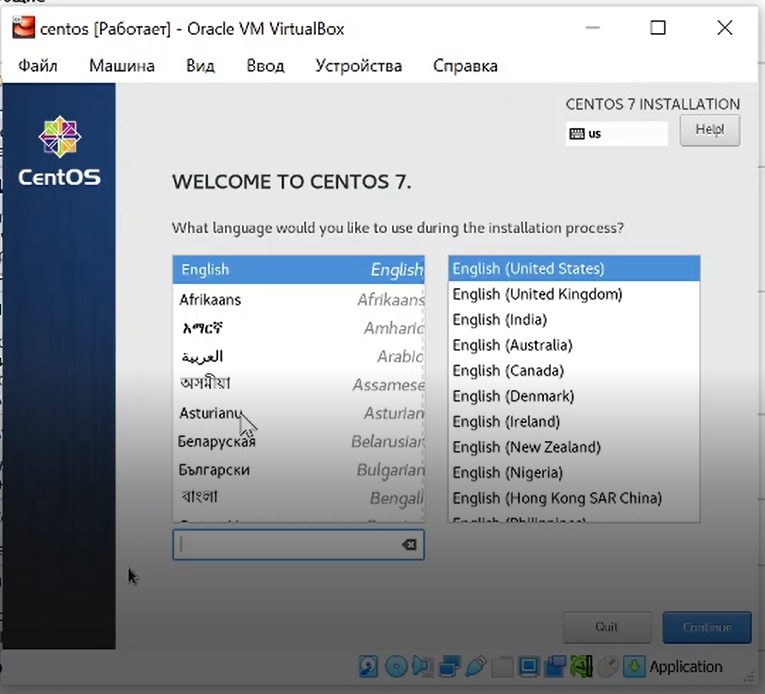 centos [Работает] - Oracle VM VirtualBox
Файл Машина Вид Ввод Устройства Справка
CentOS
CENTOS 7 INSTALLATION
us Help!
WELCOME TO CENTOS 7.
What language would you like to use during the installation process?
English English
Afrikaans Afrikaans
አማርኛ Amharic
العربية Arabic
অসমীয়া Assamese
Asturianu Asturian
Беларуская Belarusian
Български Bulgarian
বাংলা Bengali
English (United States)
English (United Kingdom)
English (India)
English (Australia)
English (Canada)
English (Denmark)
English (Ireland)
English (New Zealand)
English (Nigeria)
English (Hong Kong SAR China)
English (Philippines)
Quit Continue
Application